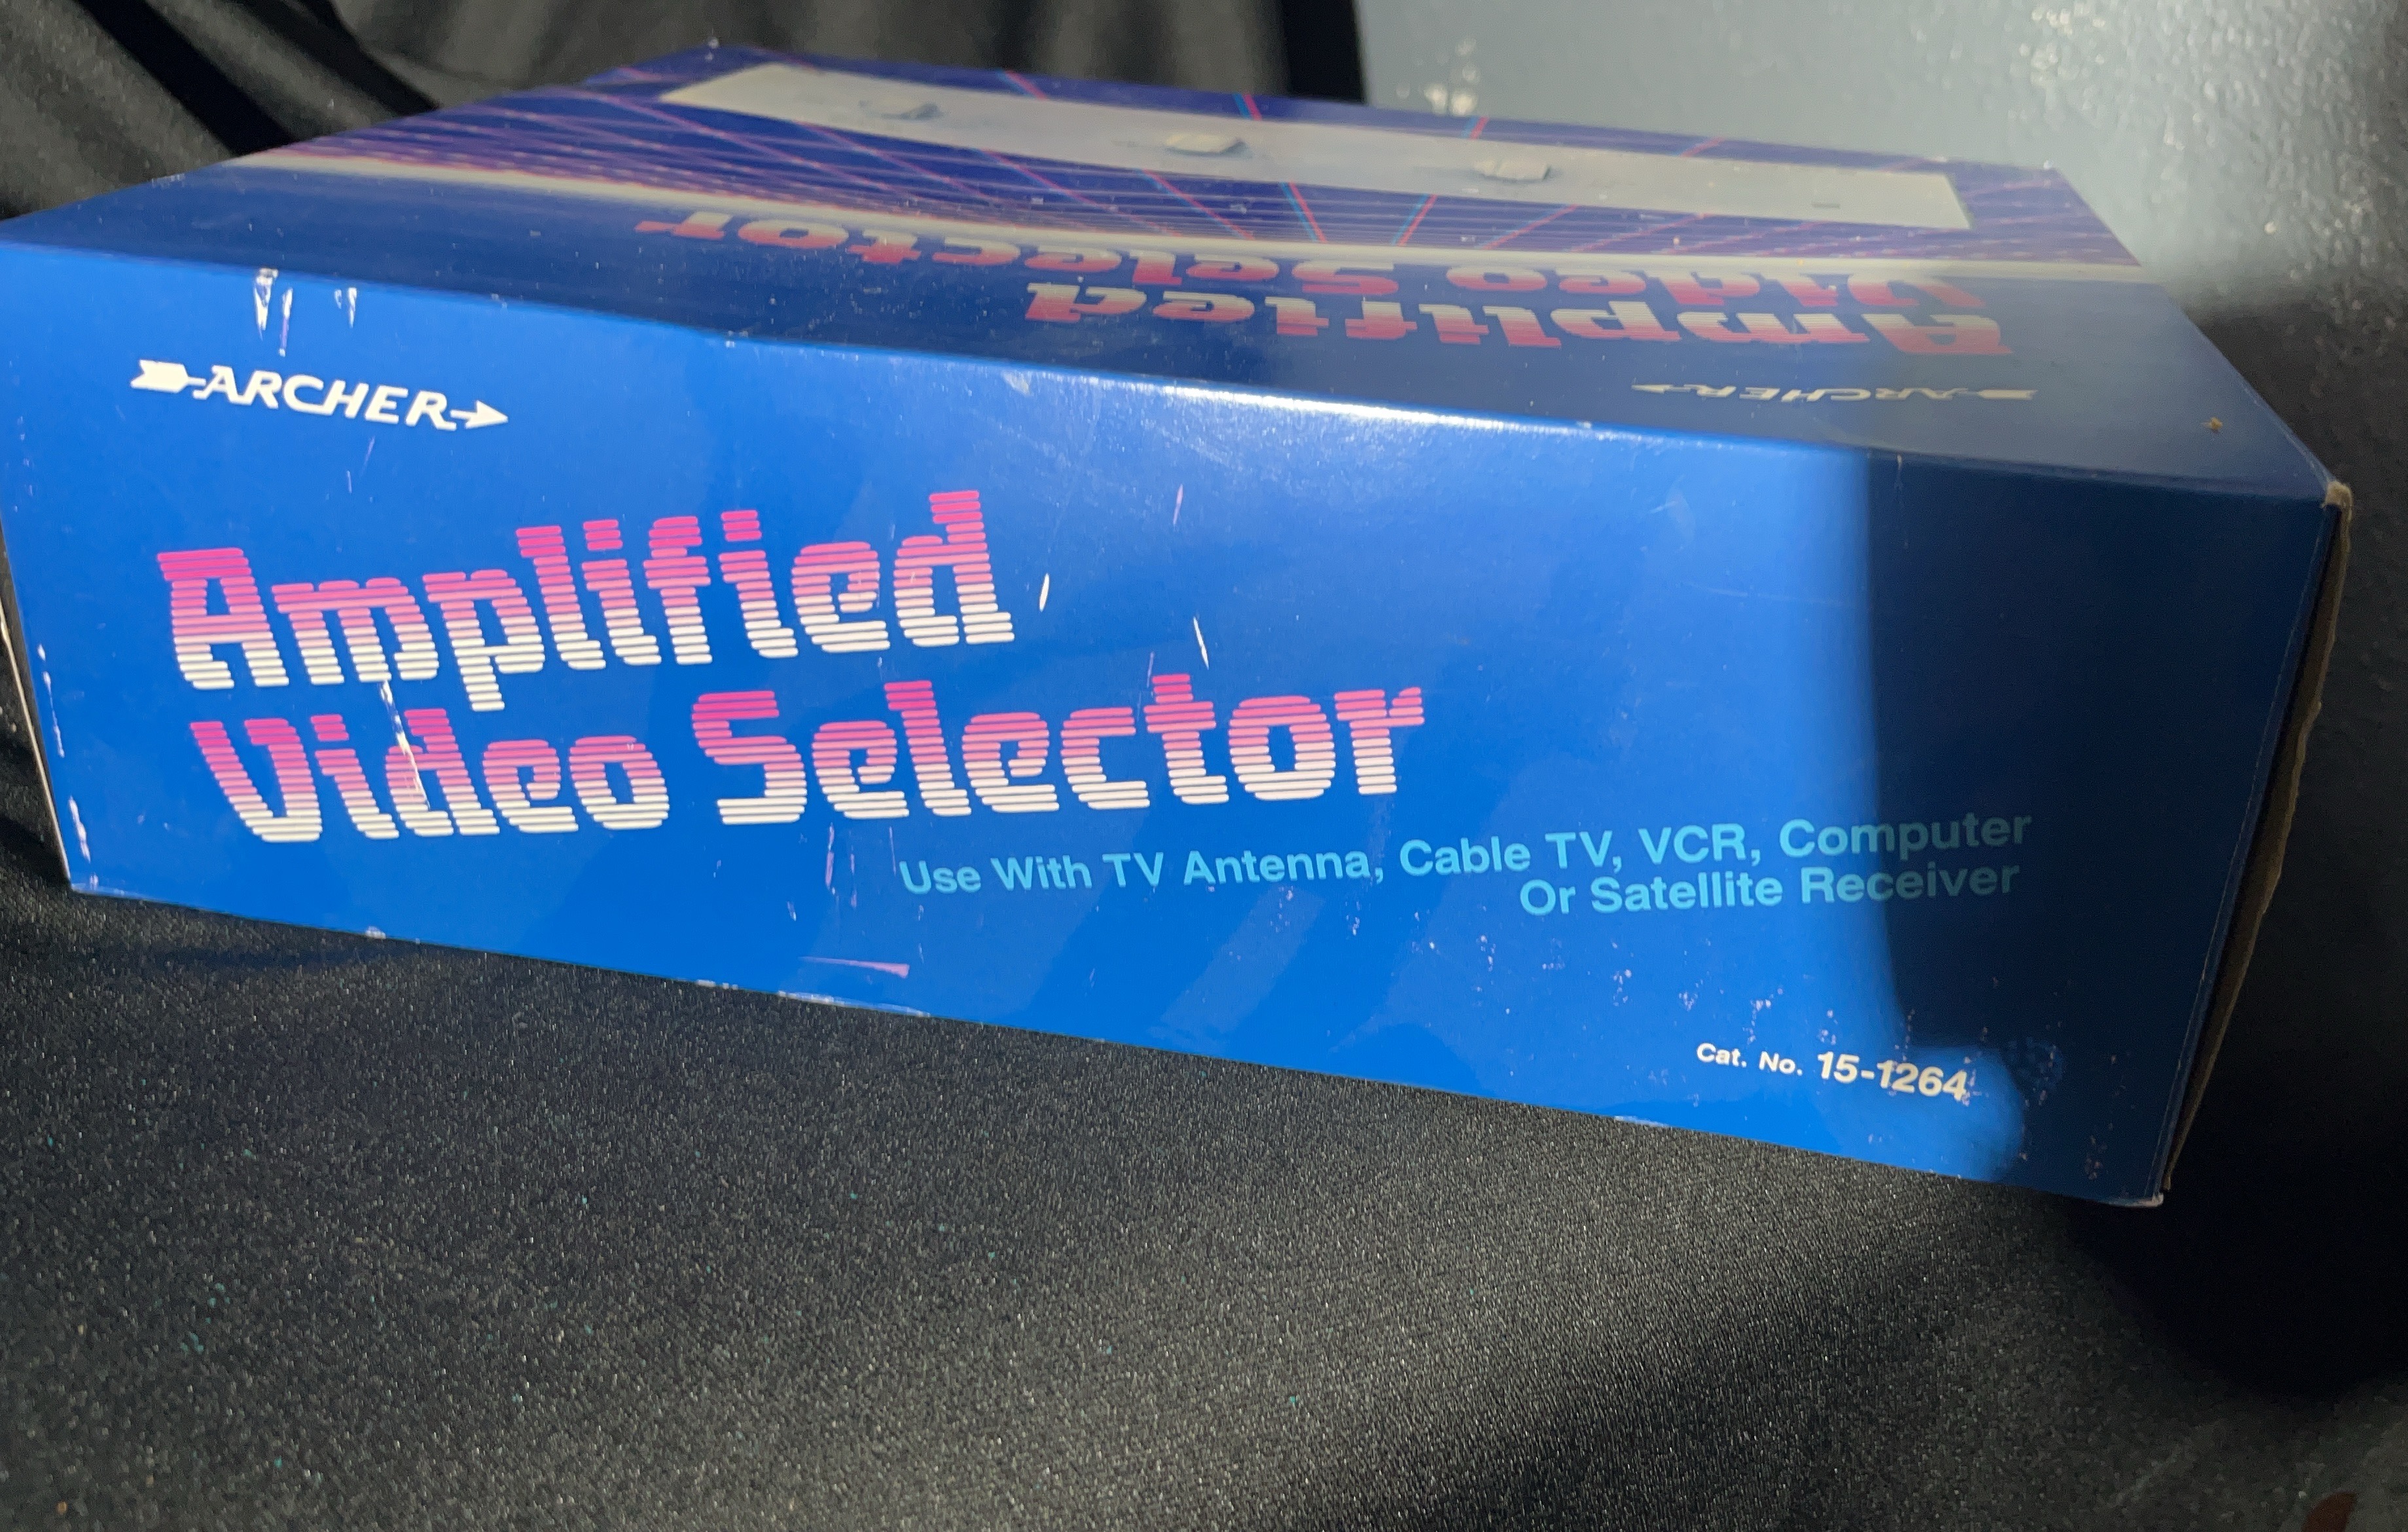 ARCHER
Amplified
Video Selector
ARCHER
Amplified
Video Selector
Use With TV Antenna, Cable TV, VCR, Computer
Or Satellite Receiver
Cat. No. 15-1264